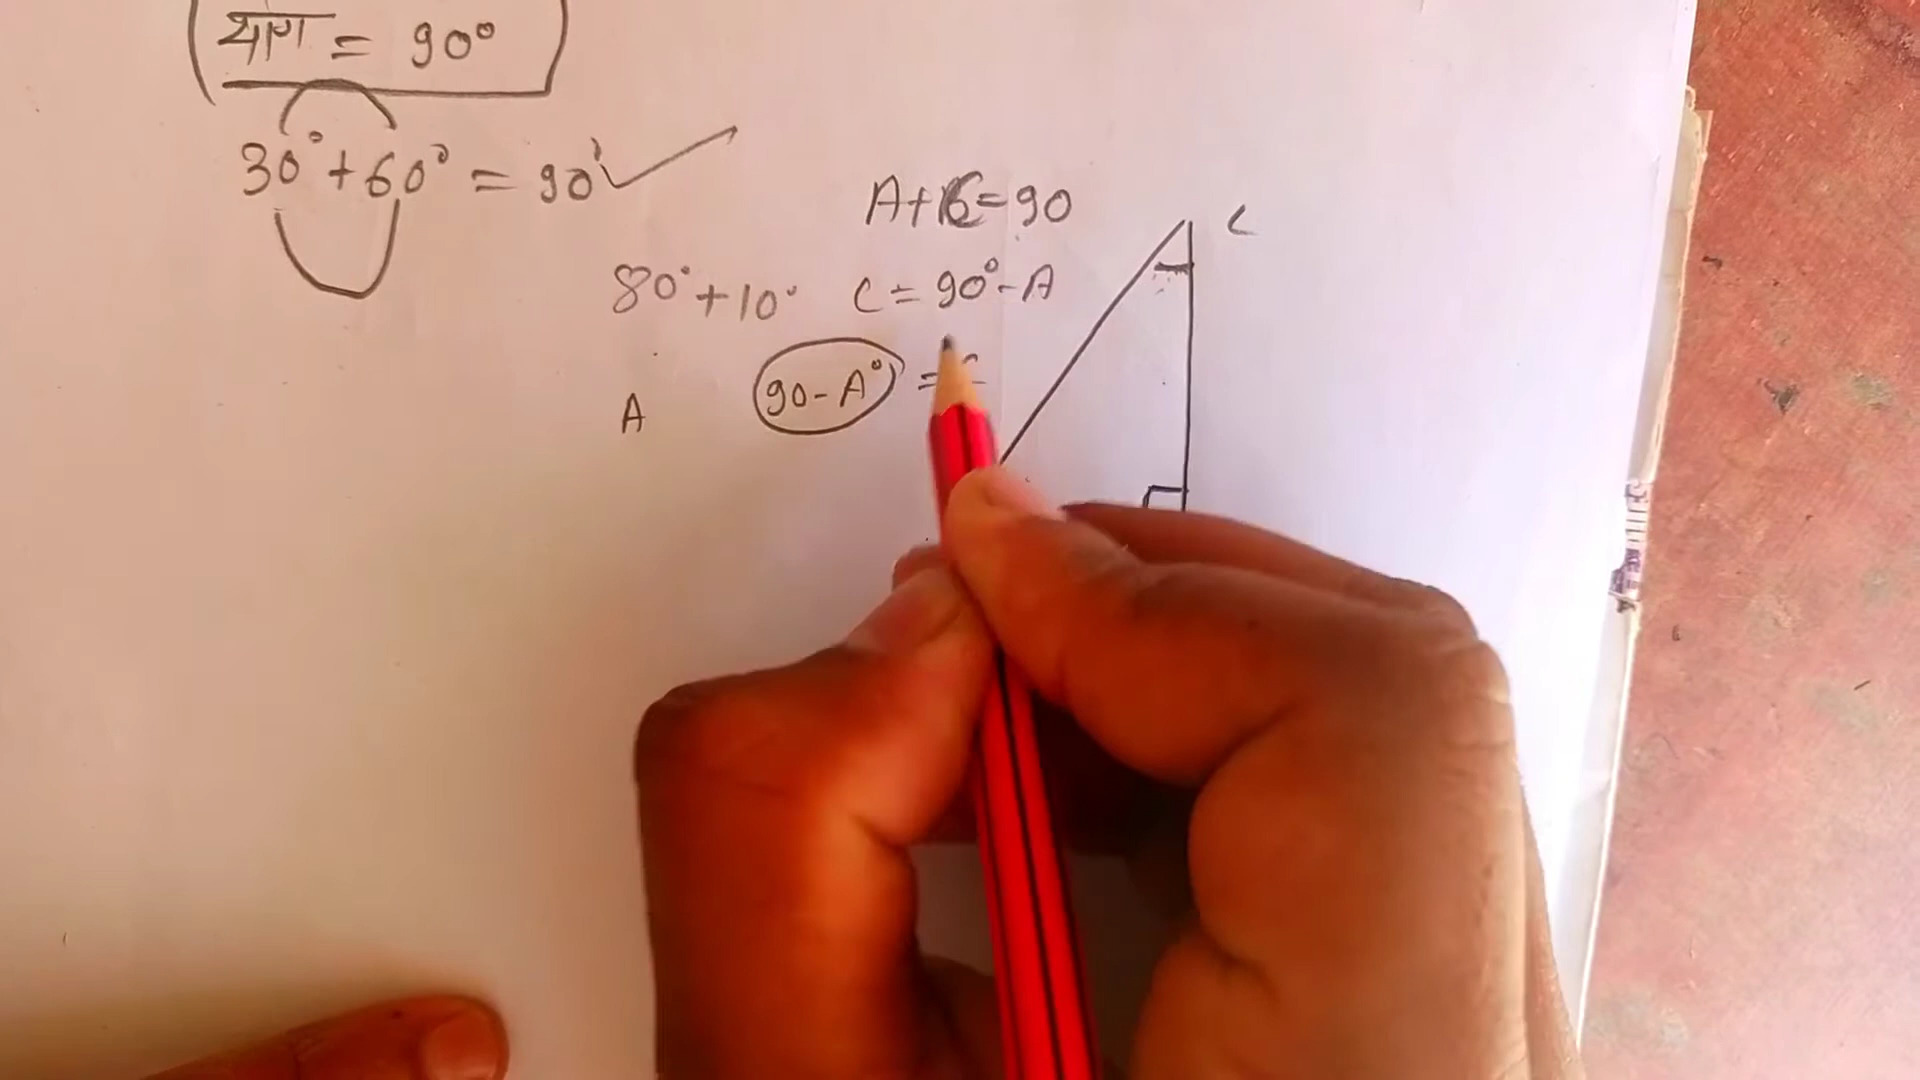 योग = 90°
30° + 60° = 90°
A + C = 90
C
80° + 10°
C = 90° - A
A
90 - A° =